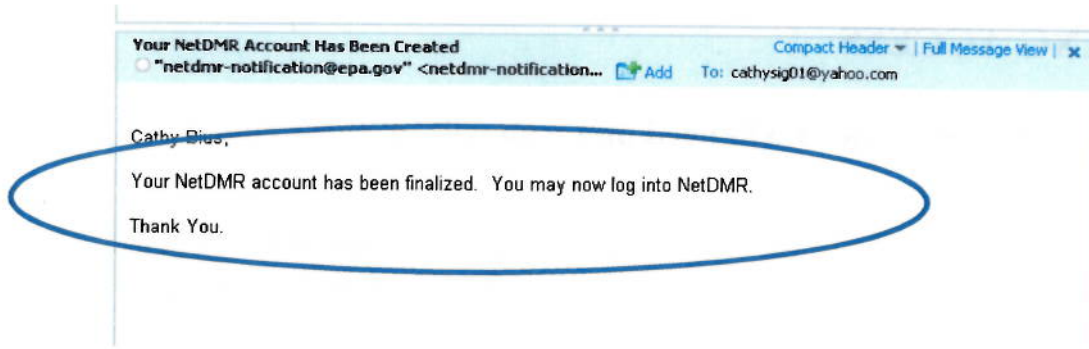 Your NetDMR Account Has Been Created
Compact Header | Full Message View |
"netdmr-notification@epa.gov" <netdmr-notification... Add To: cathysig01@yahoo.com
Cathy Bius,
Your NetDMR account has been finalized. You may now log into NetDMR.
Thank You.